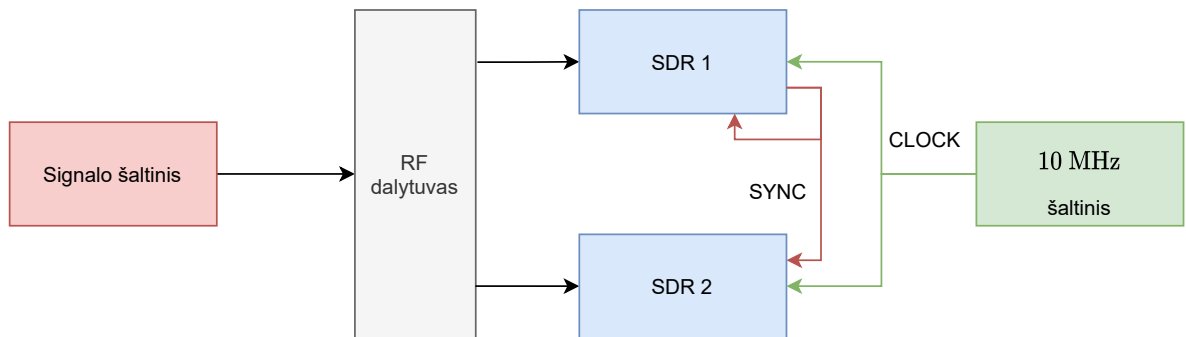 Signalo šaltinis
RF
dalytuvas
SDR 1
SYNC
SDR 2
CLOCK
10 MHz
šaltinis